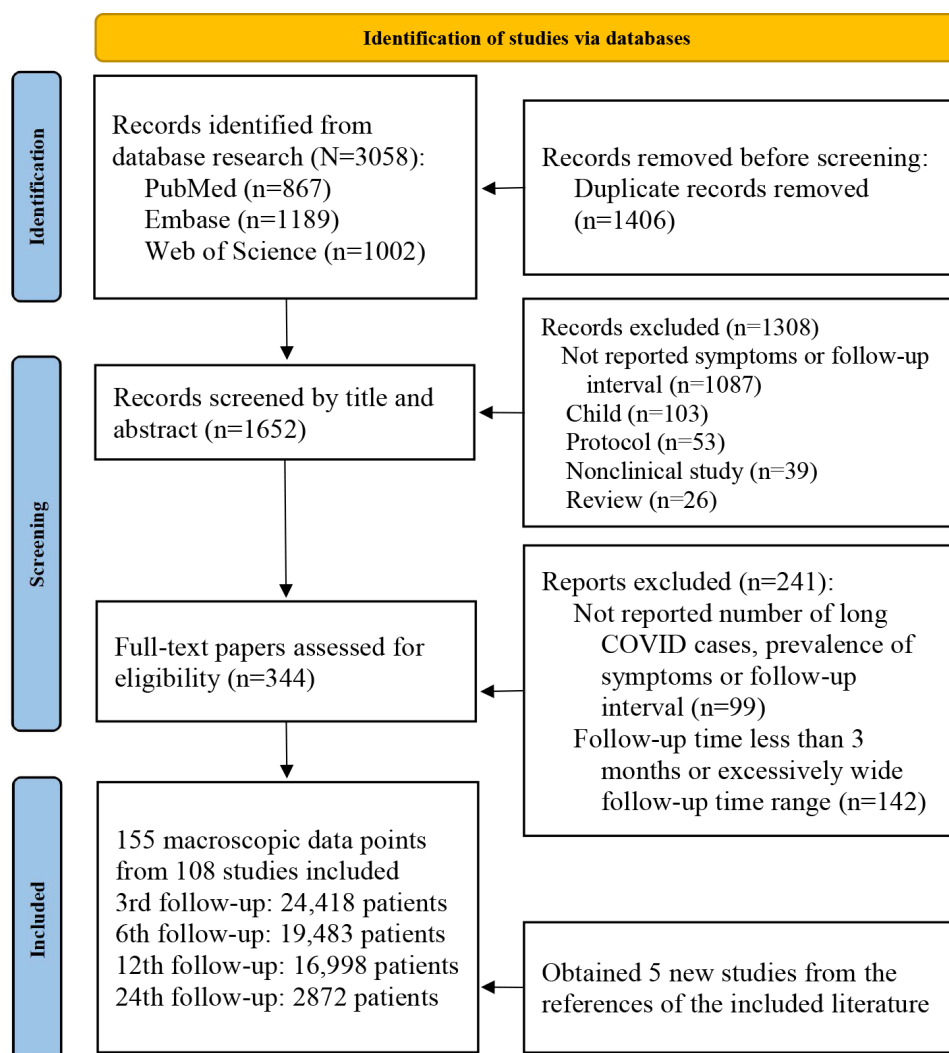 Identification of studies via databases
Identification
Records identified from
database research (N=3058):
PubMed (n=867)
Embase (n=1189)
Web of Science (n=1002)
Records removed before screening:
Duplicate records removed
(n=1406)
Screening
Records screened by title and
abstract (n=1652)
Records excluded (n=1308)
Not reported symptoms or follow-up
interval (n=1087)
Child (n=103)
Protocol (n=53)
Nonclinical study (n=39)
Review (n=26)
Full-text papers assessed for
eligibility (n=344)
Reports excluded (n=241):
Not reported number of long
COVID cases, prevalence of
symptoms or follow-up
interval (n=99)
Follow-up time less than 3
months or excessively wide
follow-up time range (n=142)
Included
155 macroscopic data points
from 108 studies included
3rd follow-up: 24,418 patients
6th follow-up: 19,483 patients
12th follow-up: 16,998 patients
24th follow-up: 2872 patients
Obtained 5 new studies from the
references of the included literature